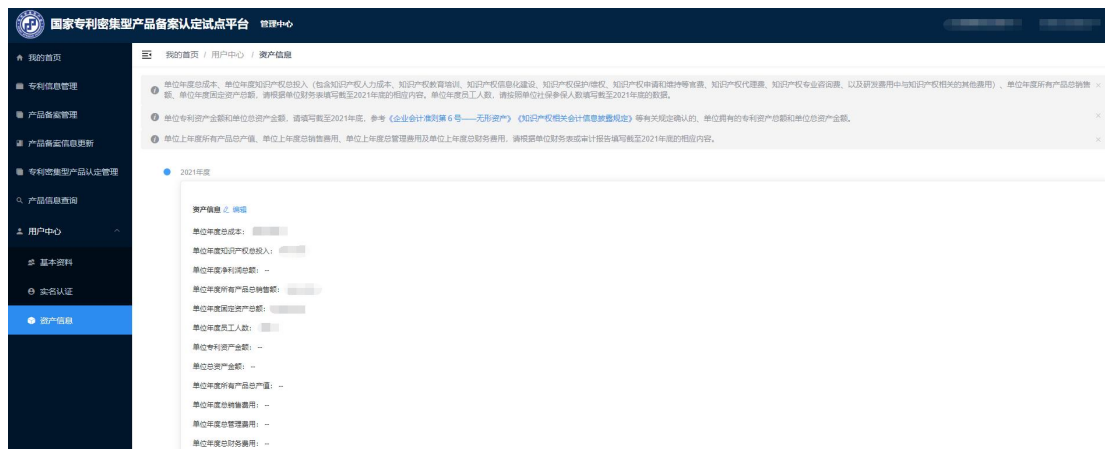 国家专利密集型产品备案认定试点平台 管理中心
我的首页 / 用户中心 / 资产信息
我的首页
专利信息管理
产品备案管理
产品备案信息更新
专利密集型产品认定管理
产品信息查询
用户中心
基本资料
实名认证
资产信息
单位年度总成本、单位年度知识产权总投入（包含知识产权人力成本、知识产权教育培训、知识产权信息化建设、知识产权保护维权、知识产权申请和维持等官费、知识产权代理费、知识产权专业咨询费、以及研发费用中与知识产权相关的其他费用）、单位年度所有产品总销售
额、单位年度固定资产总额，请根据单位财务表填写截至2021年底的相应内容。单位年度员工人数，请按照单位社保参保人数填写截至2021年底的数据。
单位专利资产金额和单位总资产金额，请填写截至2021年底，参考《企业会计准则第6号——无形资产》《知识产权相关会计信息披露规定》等有关规定确认的，单位拥有的专利资产总额和单位总资产金额。
单位上年度所有产品总产值、单位上年度总销售费用、单位上年度总管理费用及单位上年度总财务费用，请根据单位财务表或审计报告填写截至2021年底的相应内容。
2021年度
资产信息 编辑
单位年度总成本：
单位年度知识产权总投入：
单位年度净利润总额： --
单位年度所有产品总销售额：
单位年度固定资产总额：
单位年度员工人数：
单位专利资产金额： --
单位总资产金额： --
单位年度所有产品总产值： --
单位年度总销售费用： --
单位年度总管理费用： --
单位年度总财务费用： --